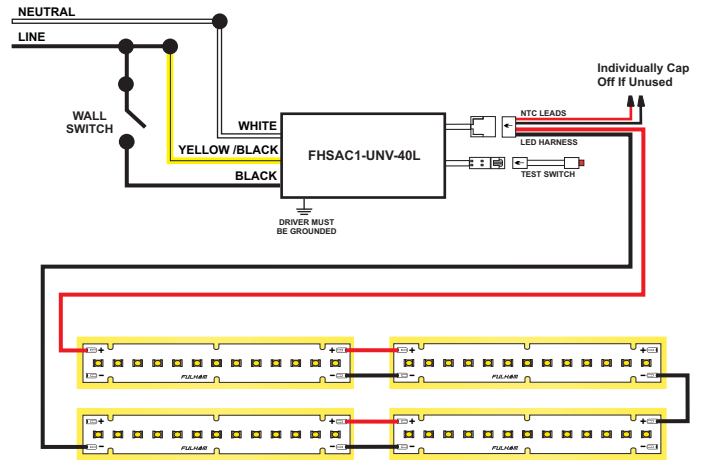 NEUTRAL
LINE
WALL
SWITCH
WHITE
YELLOW /BLACK
BLACK
FHSAC1-UNV-40L
DRIVER MUST
BE GROUNDED
Individually Cap
Off If Unused
NTC LEADS
LED HARNESS
TEST SWITCH
+ + + +
- - - -
FULHAM FULHAM
+ + + +
- - - -
FULHAM FULHAM